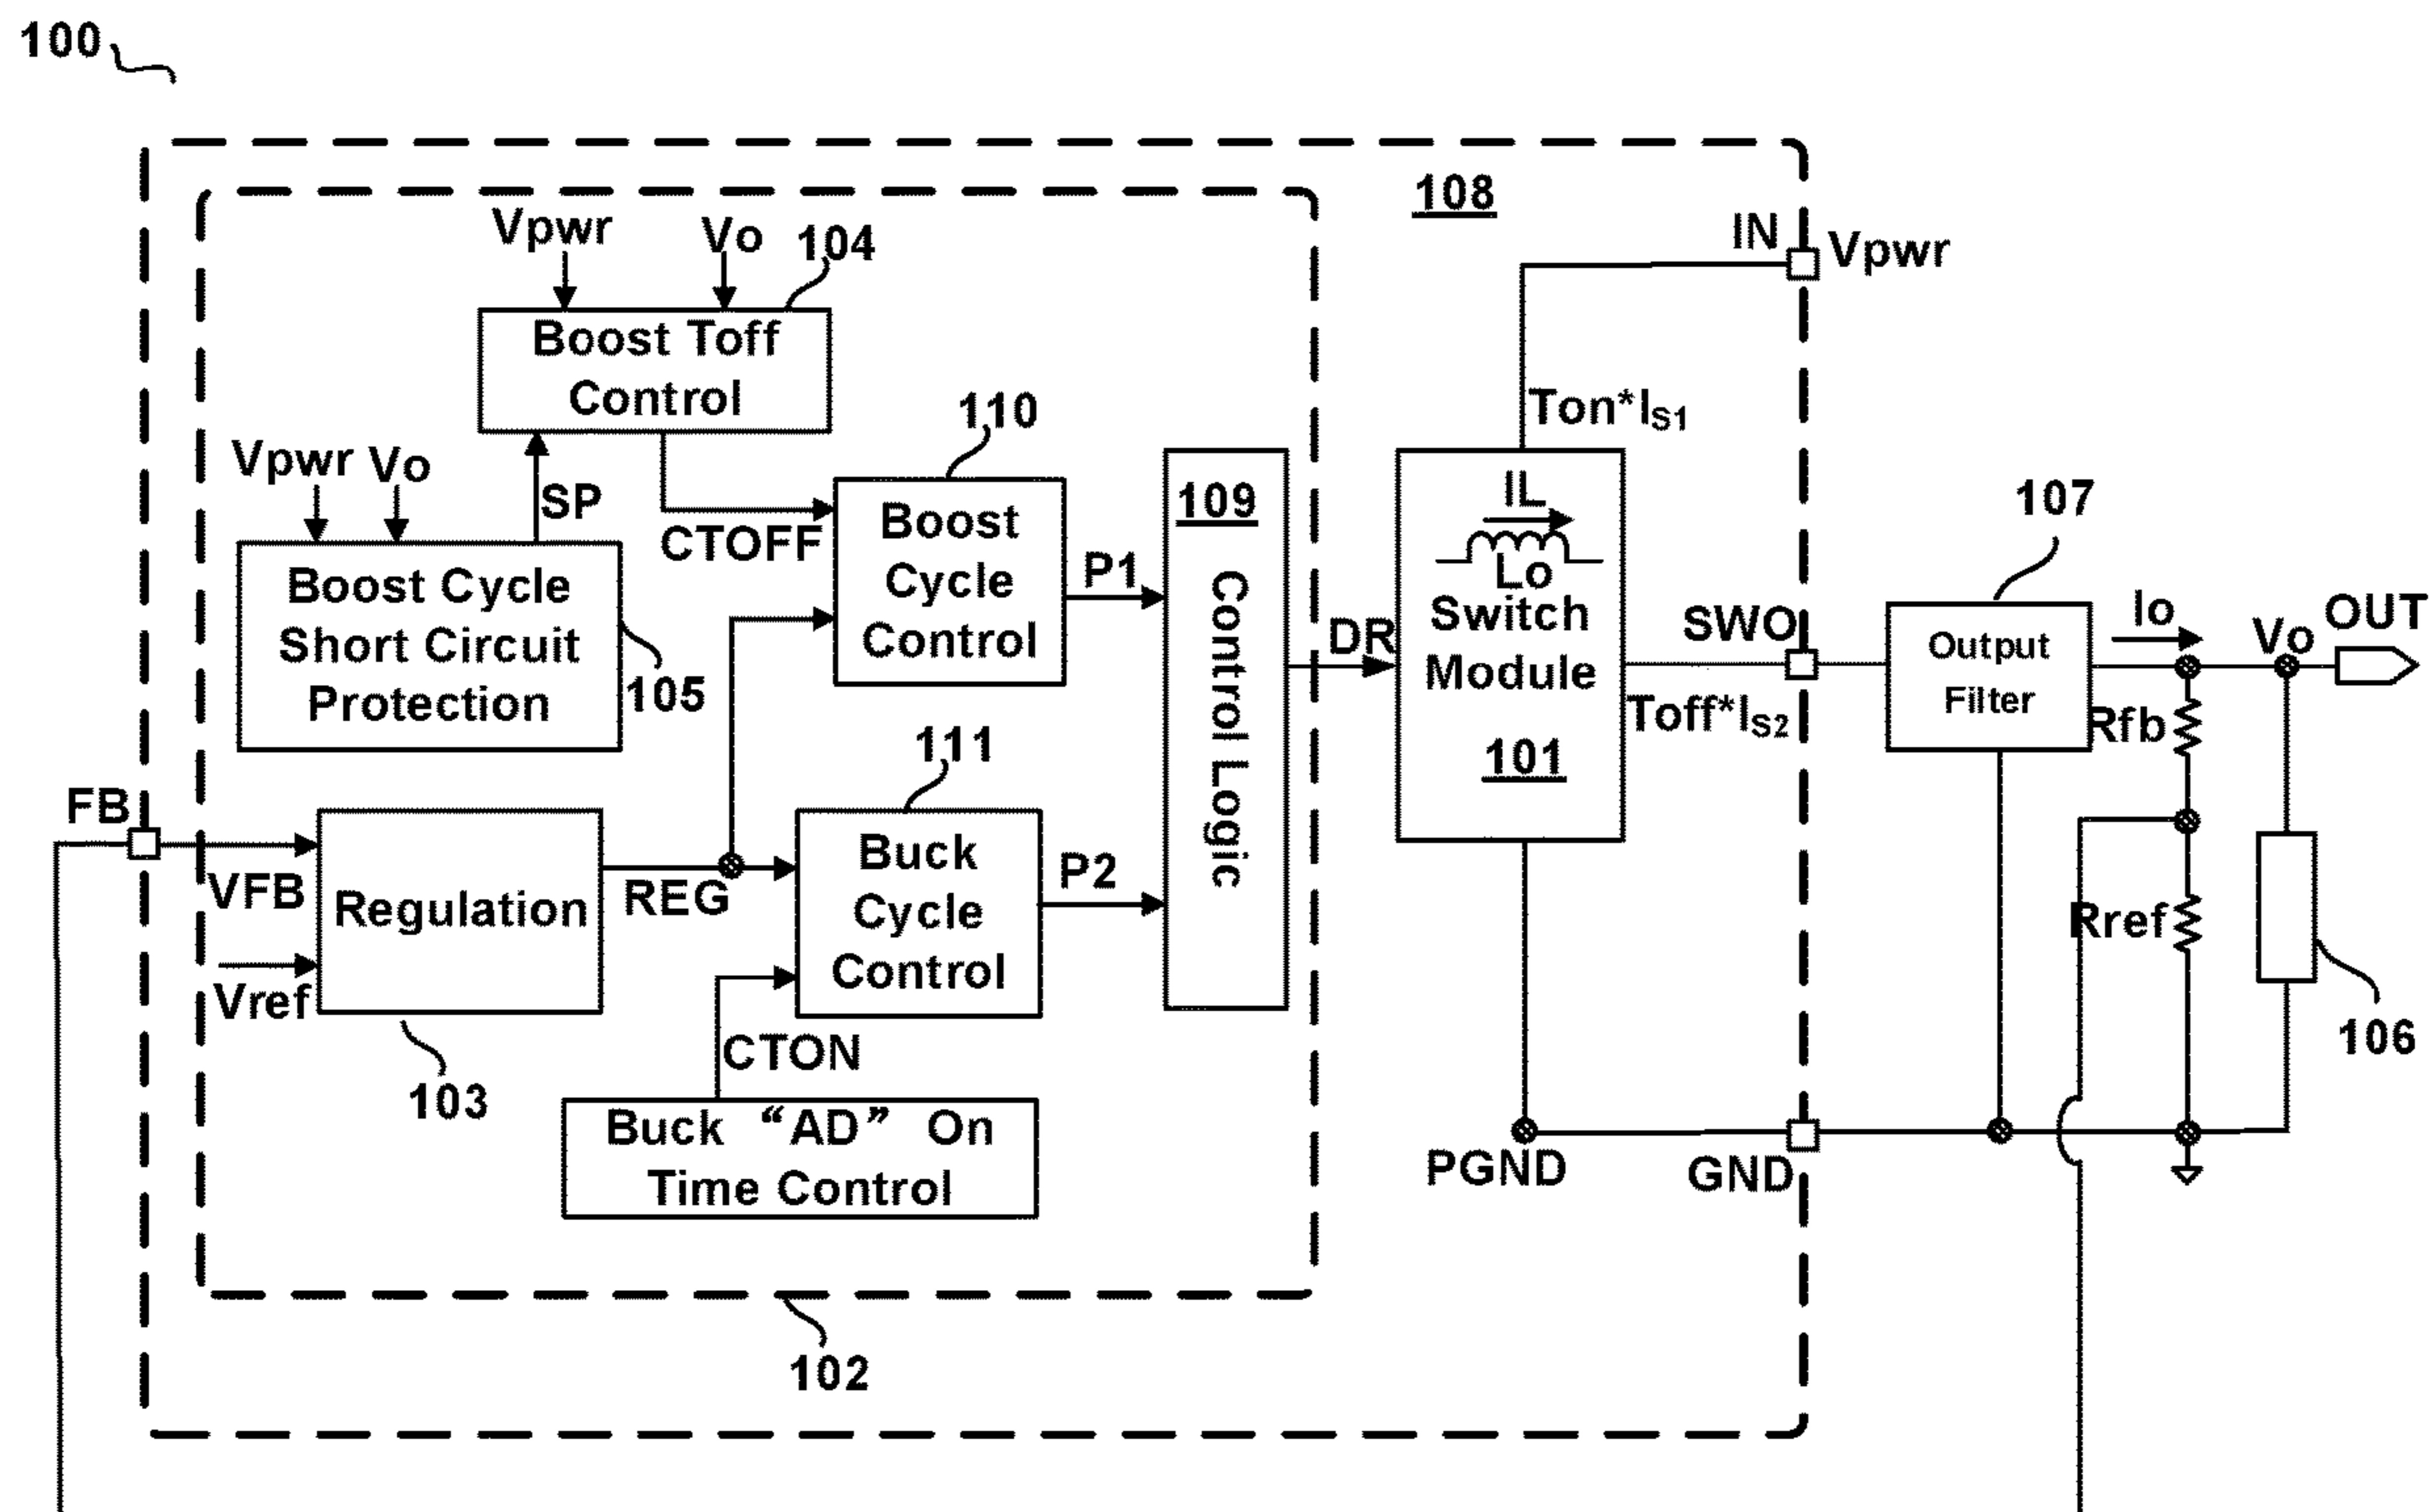 100
108
Vpwr
Vo
104
IN
Vpwr
Boost Toff
Control
Ton*IS1
110
Vpwr
Vo
SP
CTOFF
Boost
Cycle
Control
109
Control Logic
IL
Lo
Switch
Module
101
107
Boost Cycle
Short Circuit
Protection
105
P1
DR
SWO
Toff*IS2
Output
Filter
Io
Vo
OUT
Rfb
111
FB
VFB
Vref
Regulation
103
REG
Buck
Cycle
Control
P2
Rref
106
CTON
Buck “AD” On
Time Control
PGND
GND
102